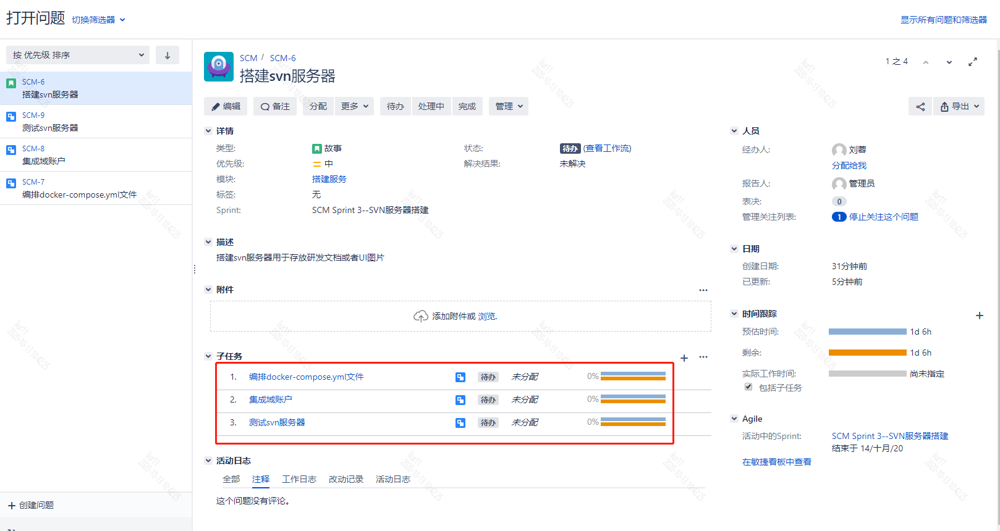 打开问题 切换筛选器
显示所有问题和筛选器
按 优先级 排序
SCM-6
搭建svn服务器
SCM-9
测试svn服务器
SCM-8
集成域账户
SCM-7
编排docker-compose.yml文件
创建问题
SCM / SCM-6
搭建svn服务器
1 之 4
编辑 备注 分配 更多 待办 处理中 完成 管理 导出
详情
类型: 故事 状态: 待办 (查看工作流)
优先级: 中 解决结果: 未解决
模块: 搭建服务
标签: 无
Sprint: SCM Sprint 3--SVN服务器搭建
描述
搭建svn服务器用于存放研发文档或者UI图片
附件
添加附件或 浏览.
子任务
1. 编排docker-compose.yml文件 待办 未分配 0%
2. 集成域账户 待办 未分配 0%
3. 测试svn服务器 待办 未分配 0%
活动日志
全部 注释 工作日志 改动记录 活动日志
这个问题没有评论。
人员
经办人: 刘蓉
分配给我
报告人: 管理员
表决: 0
管理关注列表: 1 停止关注这个问题
日期
创建日期: 31分钟前
已更新: 5分钟前
时间跟踪
预估时间: 1d 6h
剩余: 1d 6h
实际工作时间: 尚未指定
包括子任务
Agile
活动中的Sprint: SCM Sprint 3--SVN服务器搭建
结束于 14/十月/20
在敏捷看板中查看